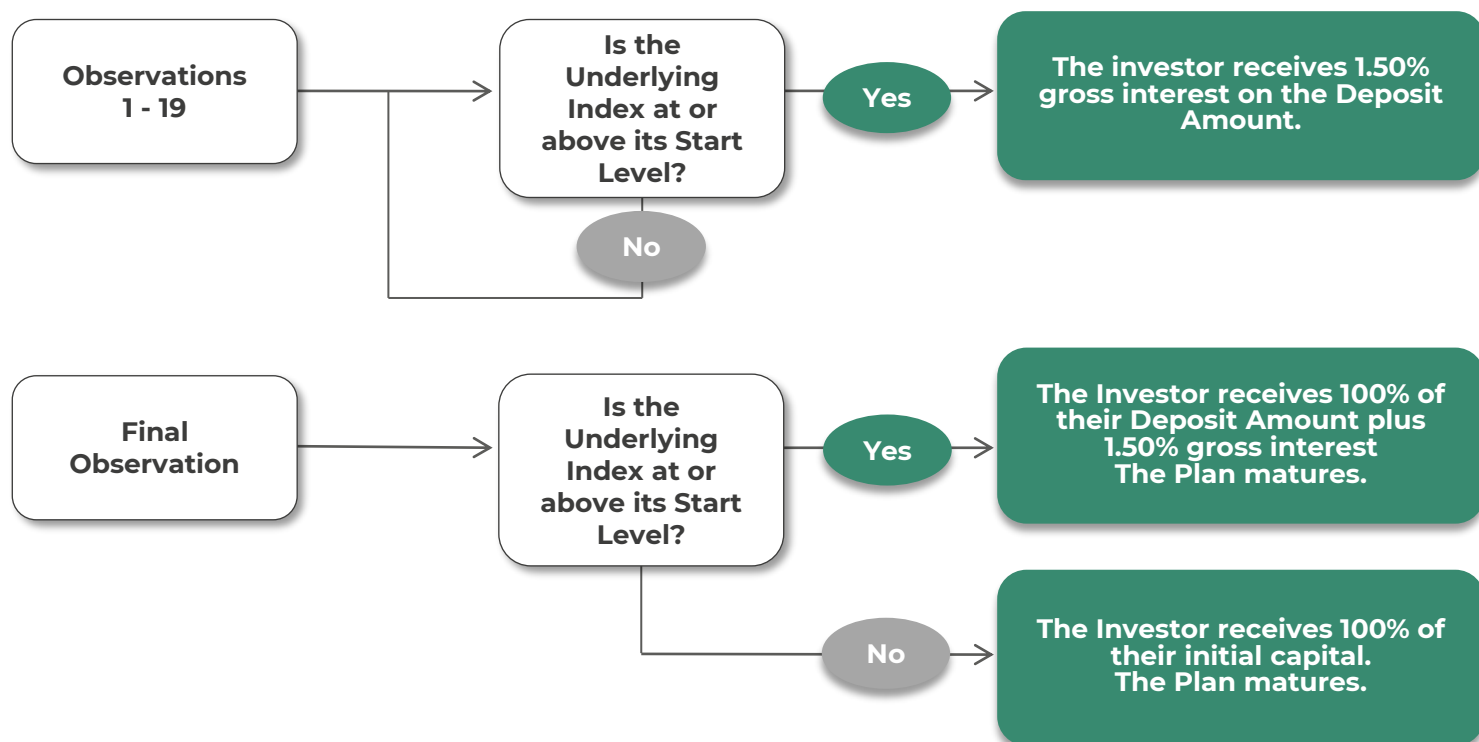 Observations
1 - 19
Is the
Underlying
Index at or
above its Start
Level?
Yes
The investor receives 1.50%
gross interest on the Deposit
Amount.
No
Final
Observation
Is the
Underlying
Index at or
above its Start
Level?
Yes
The Investor receives 100% of
their Deposit Amount plus
1.50% gross interest
The Plan matures.
No
The Investor receives 100% of
their initial capital.
The Plan matures.